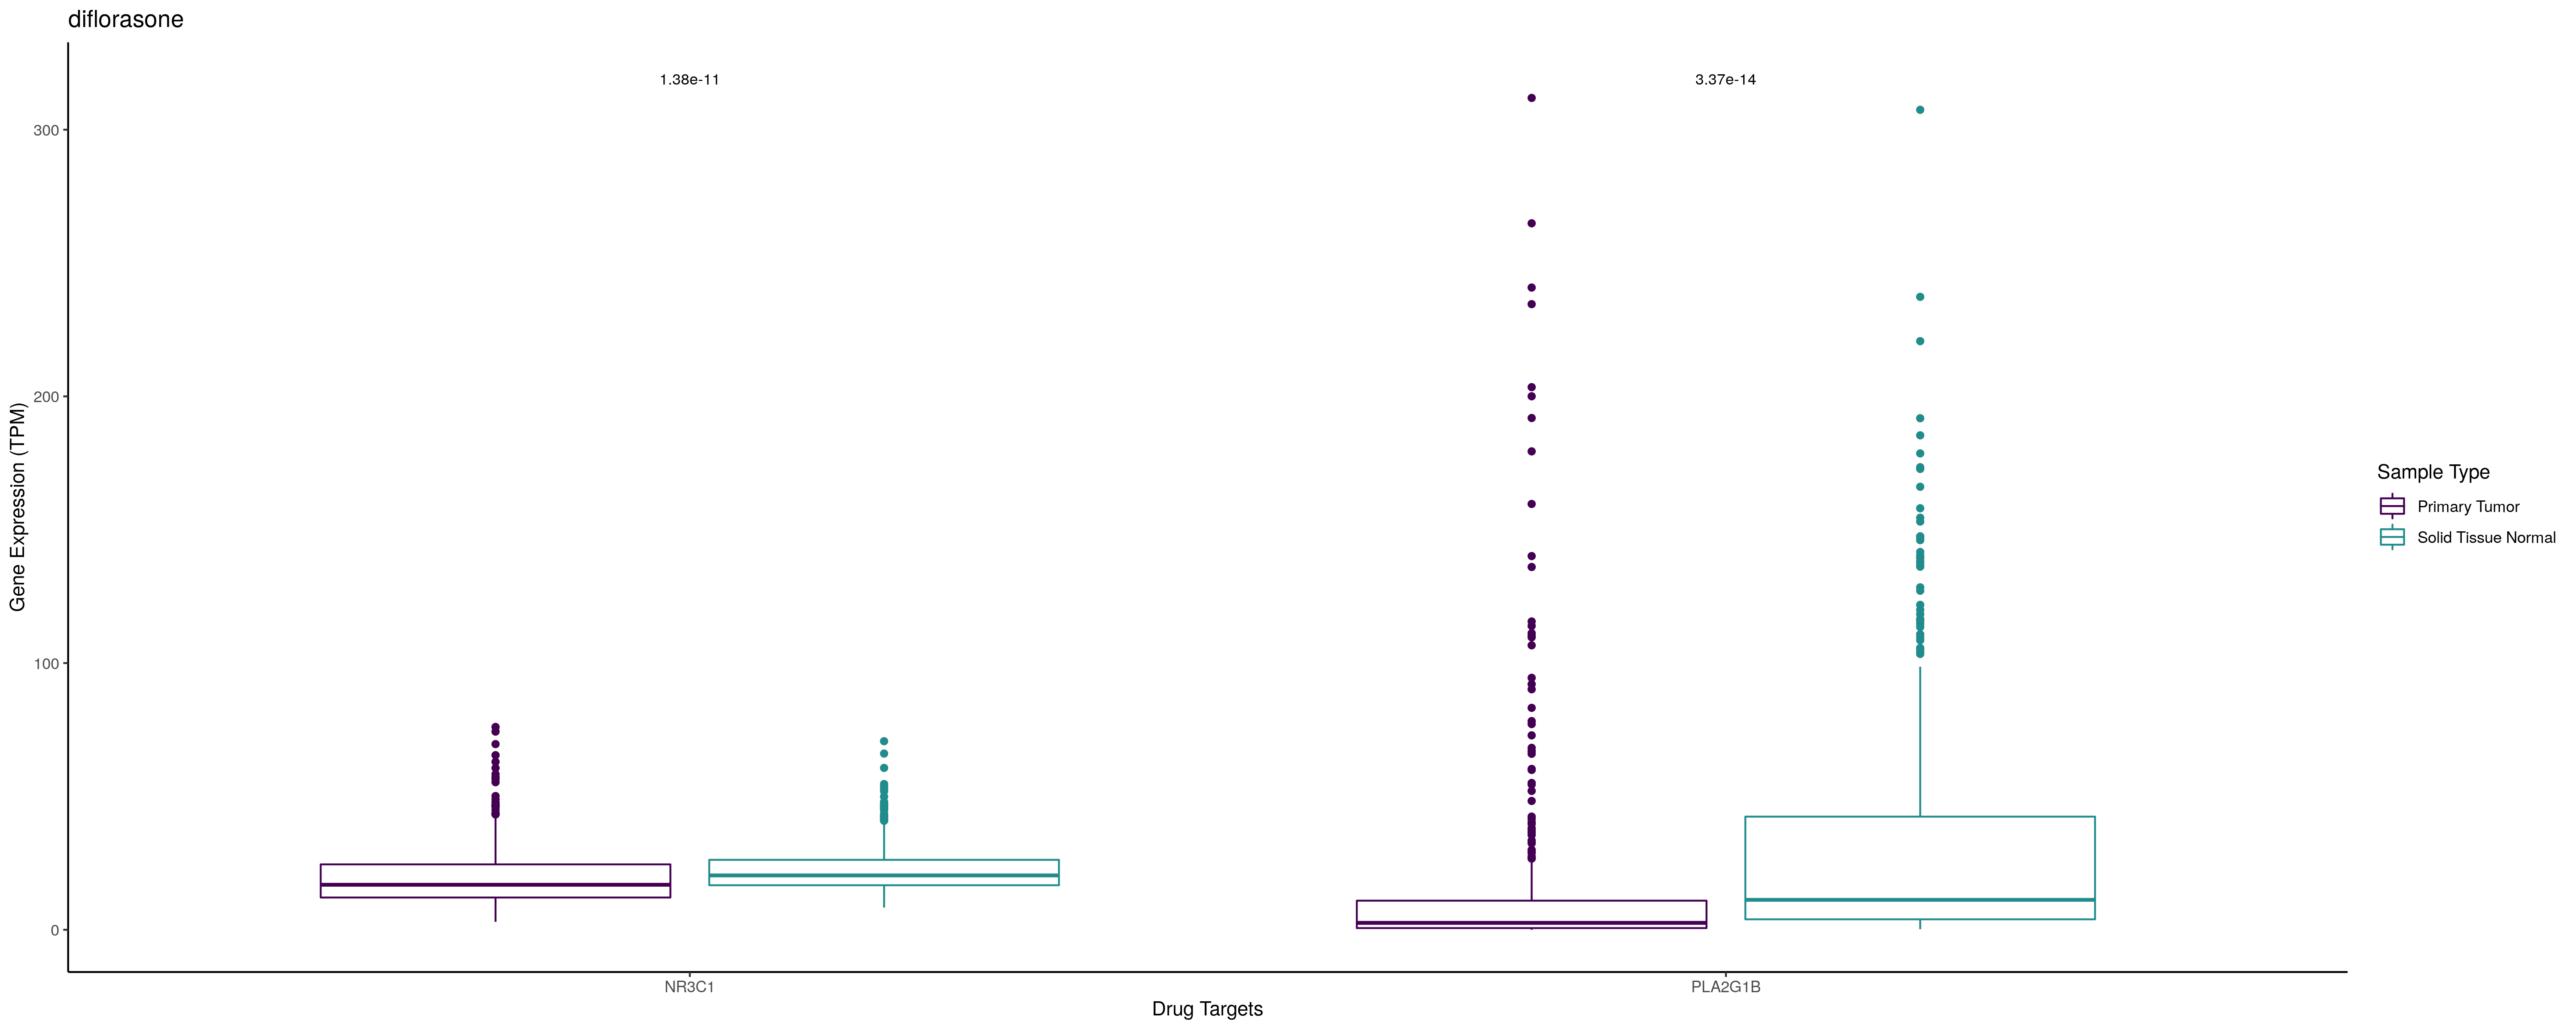 diflorasone
1.38e-11
3.37e-14
300
200
100
0
Gene Expression (TPM)
NR3C1
PLA2G1B
Drug Targets
Sample Type
Primary Tumor
Solid Tissue Normal